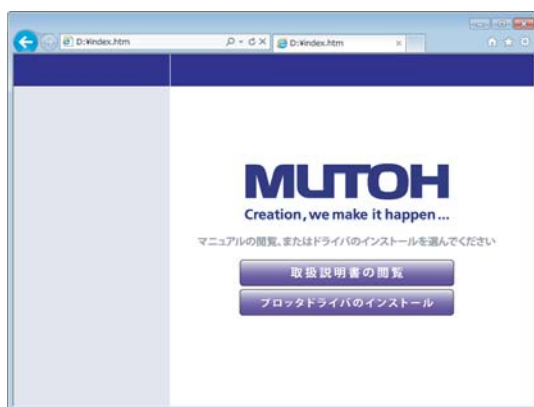 D:¥index.htm
D:¥index.htm
MUTOH
Creation, we make it happen...
マニュアルの閲覧、またはドライバのインストールを選んでください
取扱説明書の閲覧
プロッタドライバのインストール